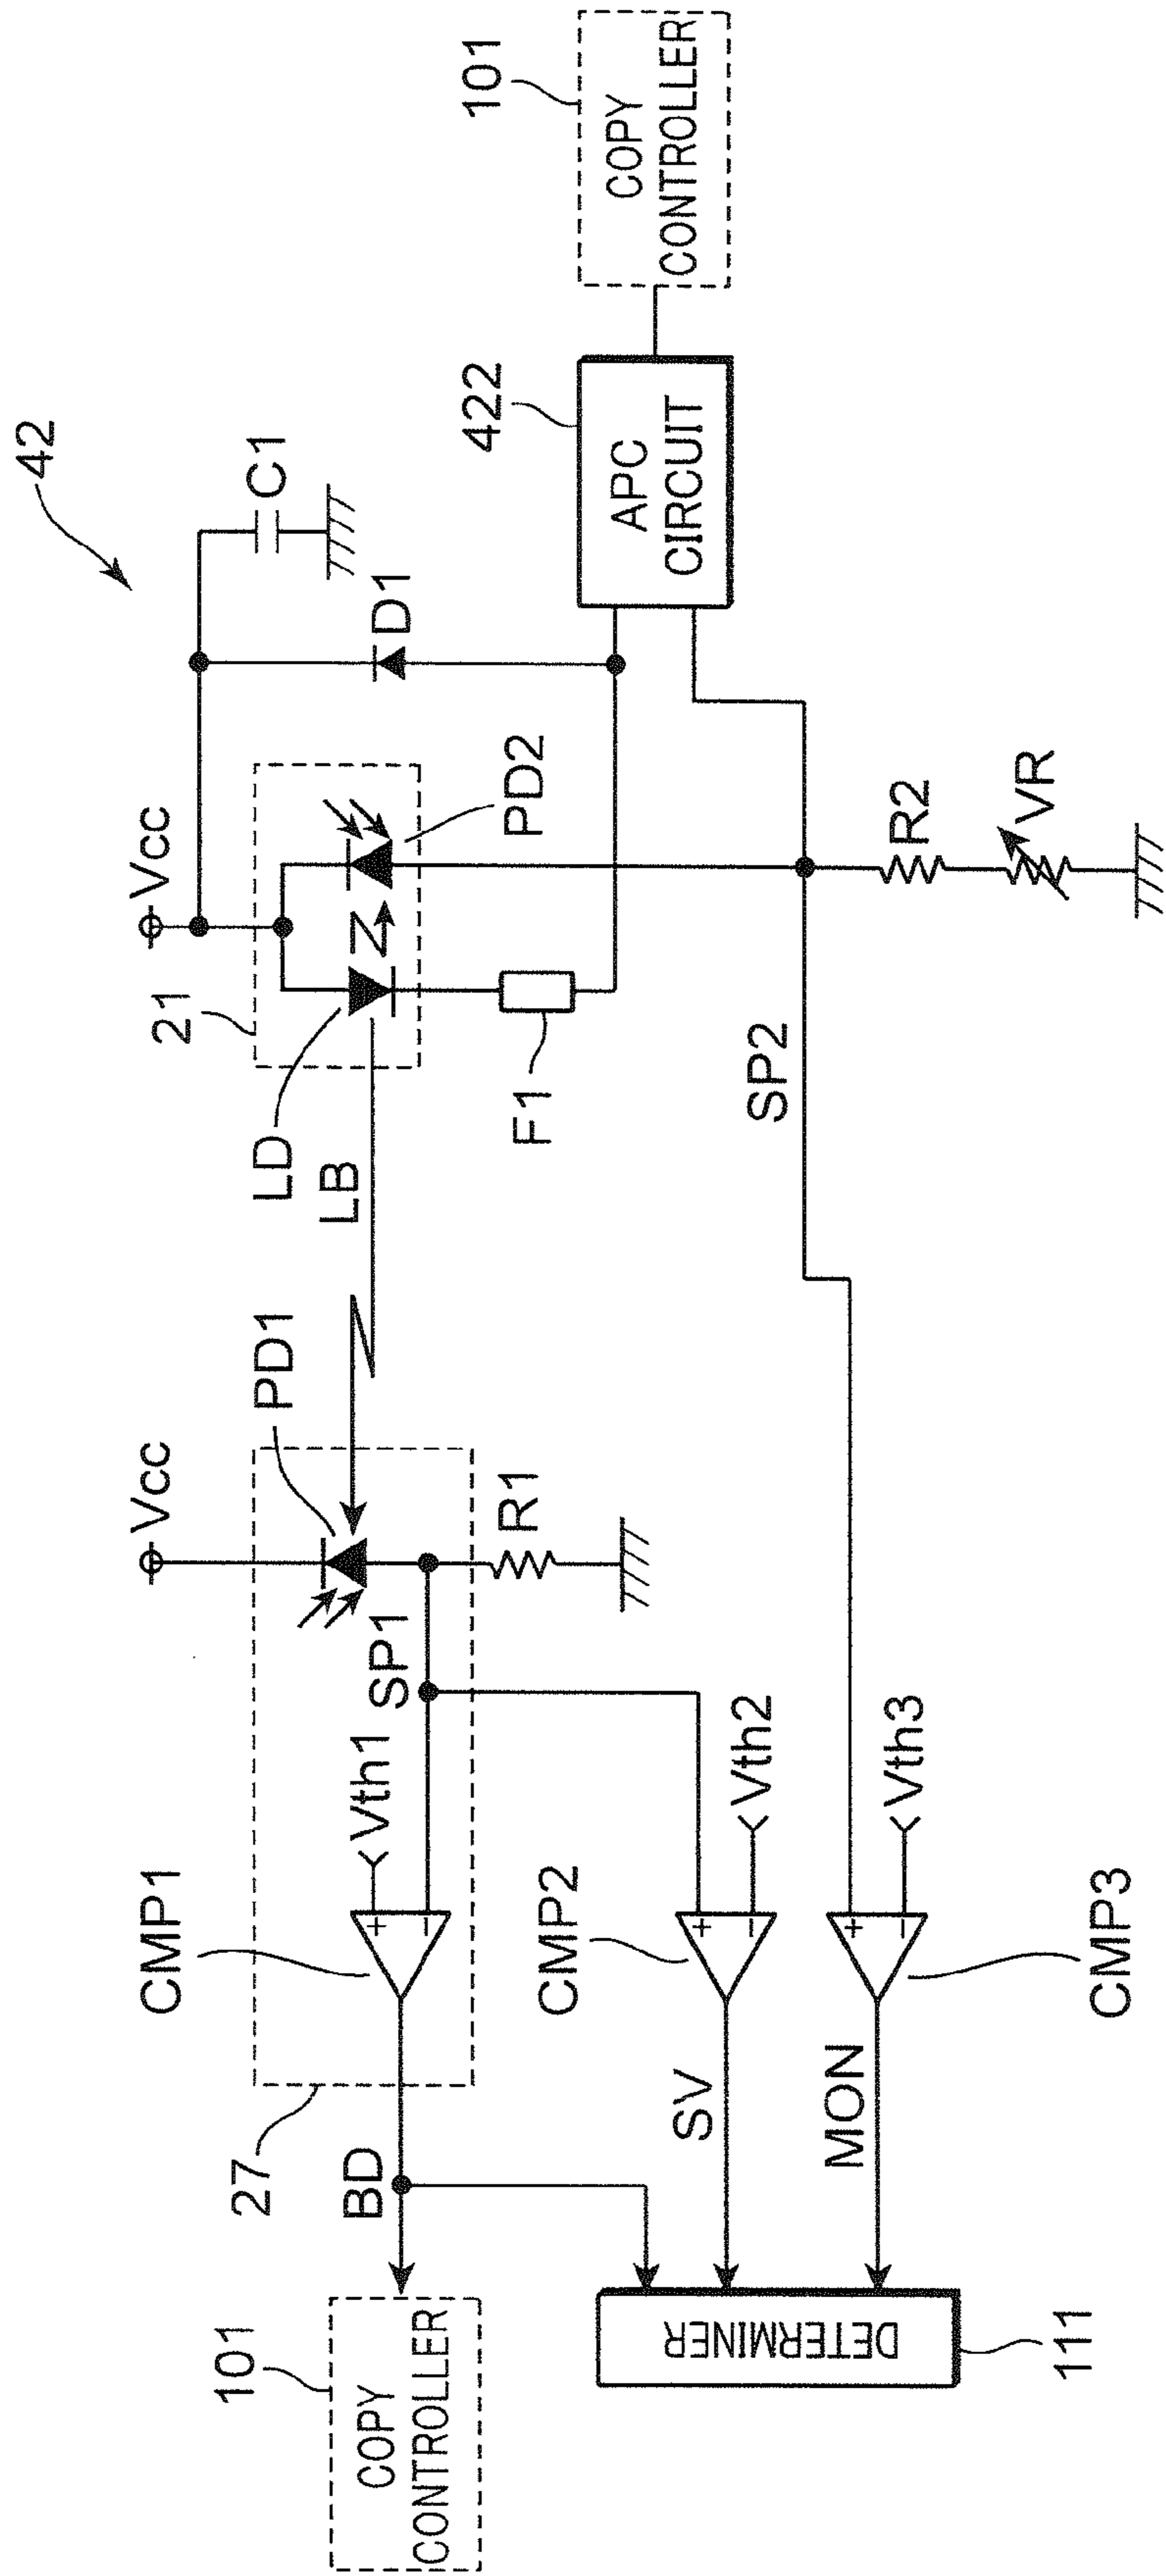 42
Vcc
Vcc
C1
D1
21
LD
LB
PD2
PD1
F1
101
COPY
CONTROLLER
422
APC
CIRCUIT
R2
VR
SP2
R1
SP1
Vth1
CMP1
+
−
27
BD
101
COPY
CONTROLLER
CMP2
+
−
Vth2
SV
CMP3
+
−
Vth3
MON
DETERMINER
111